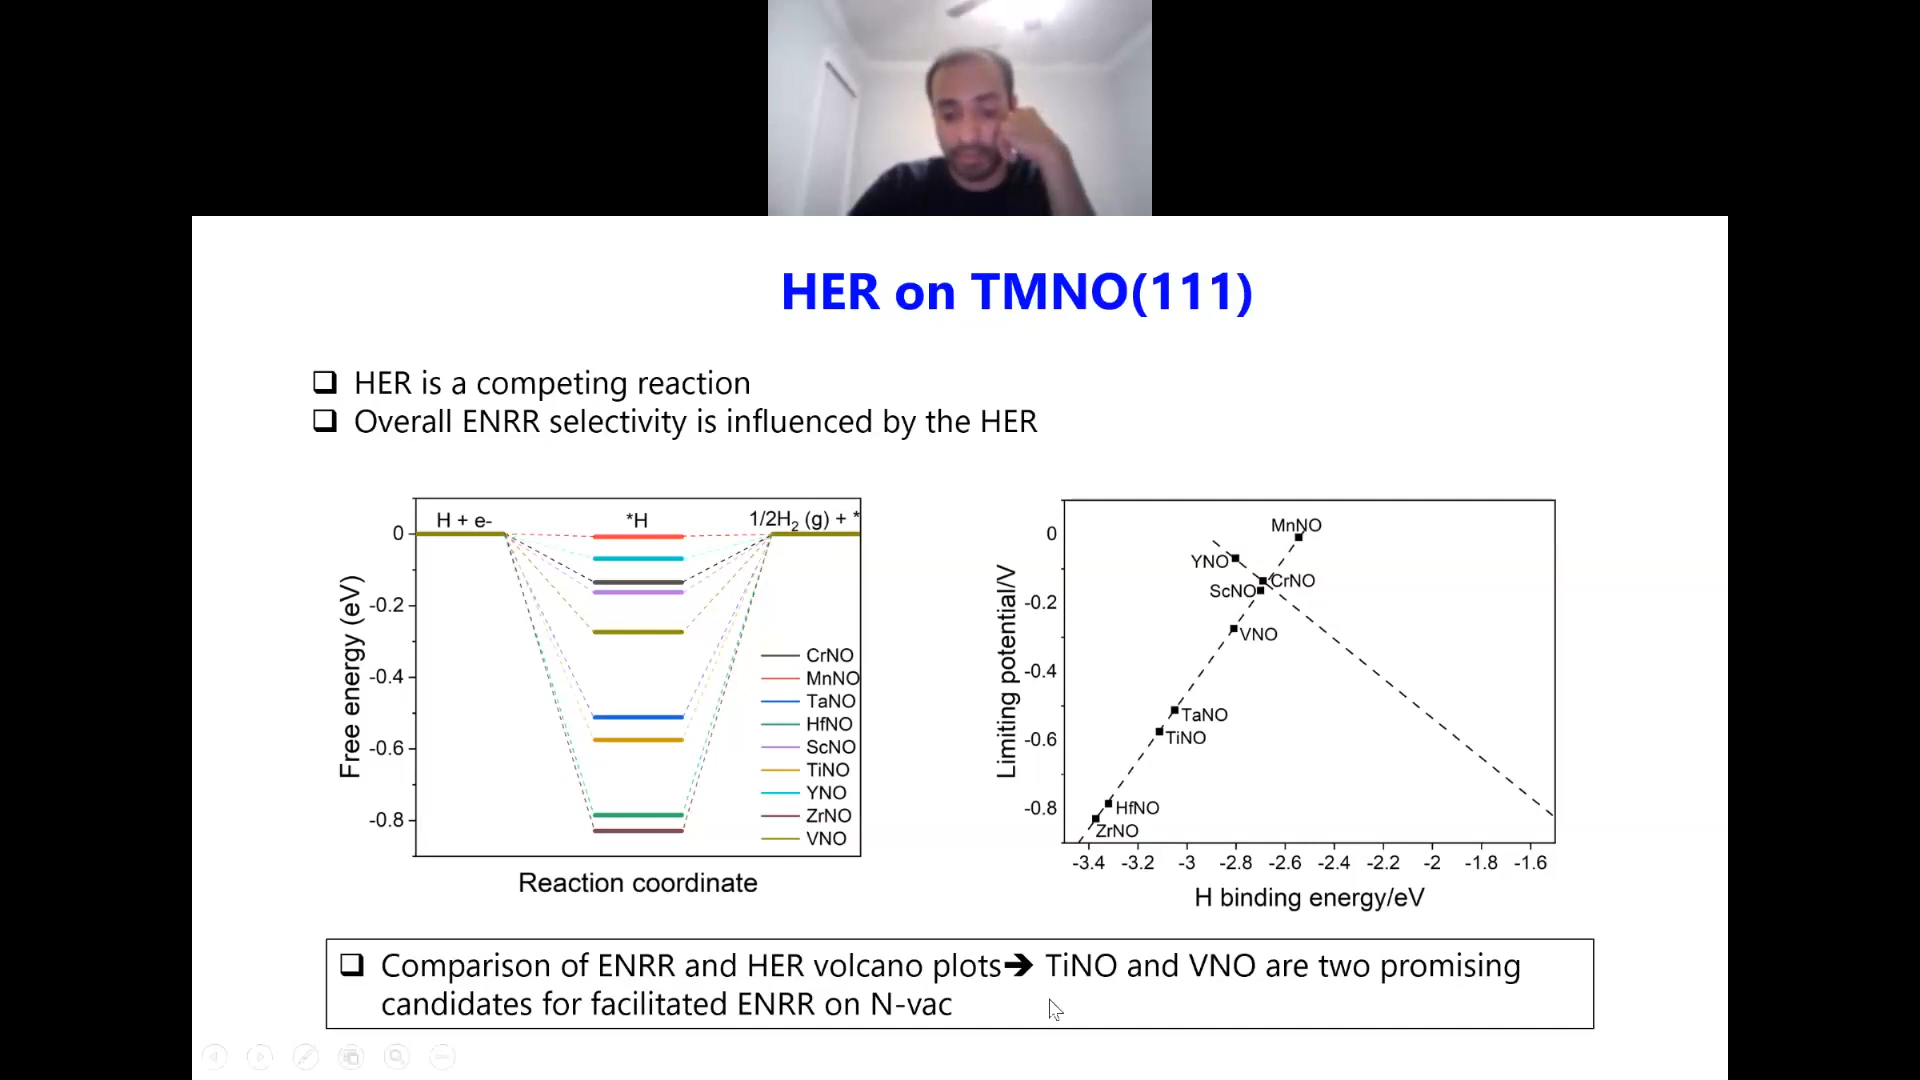 HER on TMNO(111)
❑ HER is a competing reaction
❑ Overall ENRR selectivity is influenced by the HER
H + e-
*H
1/2H₂ (g) + *
0
-0.2
-0.4
-0.6
-0.8
Free energy (eV)
CrNO
MnNO
TaNO
HfNO
ScNO
TiNO
YNO
ZrNO
VNO
Reaction coordinate
0
-0.2
-0.4
-0.6
-0.8
Limiting potential/V
MnNO
YNO
CrNO
ScNO
VNO
TaNO
TiNO
HfNO
ZrNO
-3.4 -3.2 -3 -2.8 -2.6 -2.4 -2.2 -2 -1.8 -1.6
H binding energy/eV
❑ Comparison of ENRR and HER volcano plots➔ TiNO and VNO are two promising
candidates for facilitated ENRR on N-vac